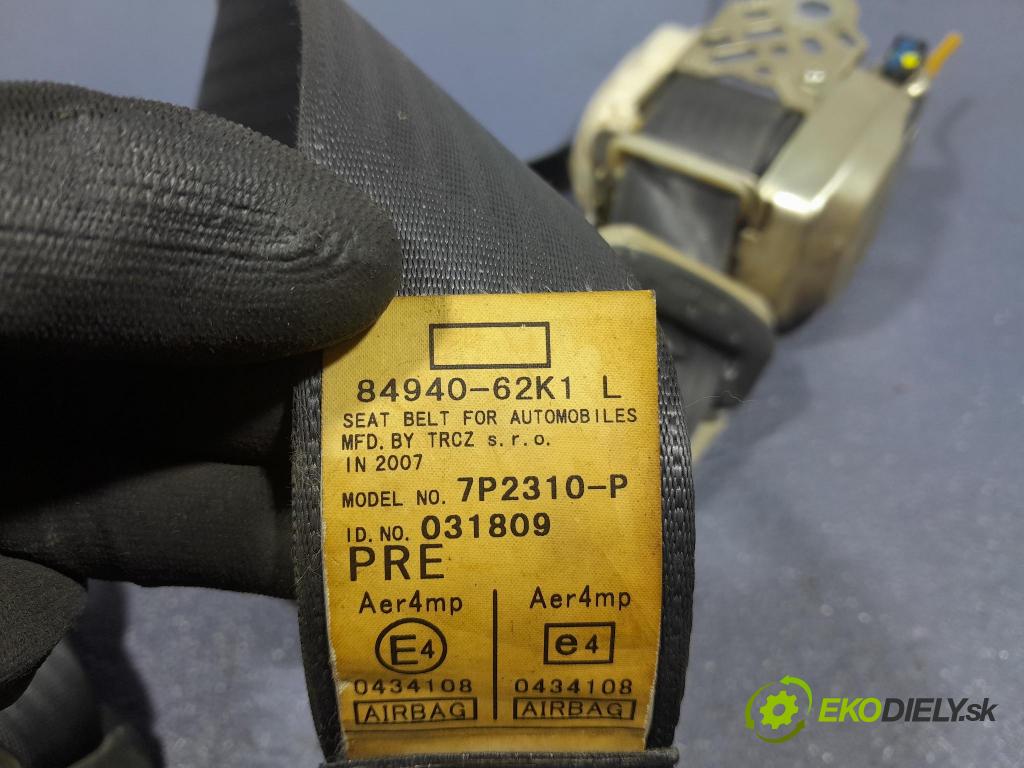 84940-62K1 L
SEAT BELT FOR AUTOMOBILES
MFD. BY TRCZ s.r.o.
IN 2007
MODEL NO. 7P2310-P
ID. NO. 031809
PRE
Aer4mp Aer4mp
E4 e4
0434108 0434108
AIRBAG AIRBAG
EKODIELY.sk